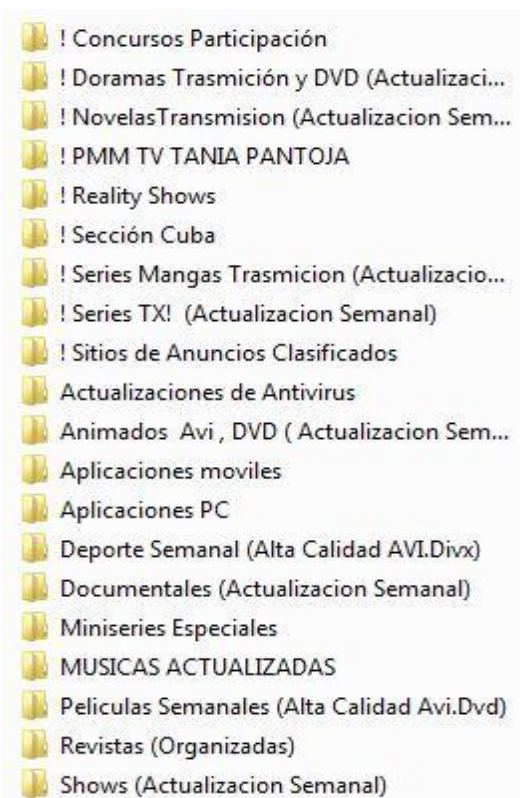 ! Concursos Participación
! Doramas Trasmición y DVD (Actualizaci...
! NovelasTransmision (Actualizacion Sem...
! PMM TV TANIA PANTOJA
! Reality Shows
! Sección Cuba
! Series Mangas Trasmicion (Actualizacio...
! Series TX!  (Actualizacion Semanal)
! Sitios de Anuncios Clasificados
Actualizaciones de Antivirus
Animados  Avi , DVD ( Actualizacion Sem...
Aplicaciones moviles
Aplicaciones PC
Deporte Semanal (Alta Calidad AVI.Divx)
Documentales (Actualizacion Semanal)
Miniseries Especiales
MUSICAS ACTUALIZADAS
Peliculas Semanales (Alta Calidad Avi.Dvd)
Revistas (Organizadas)
Shows (Actualizacion Semanal)